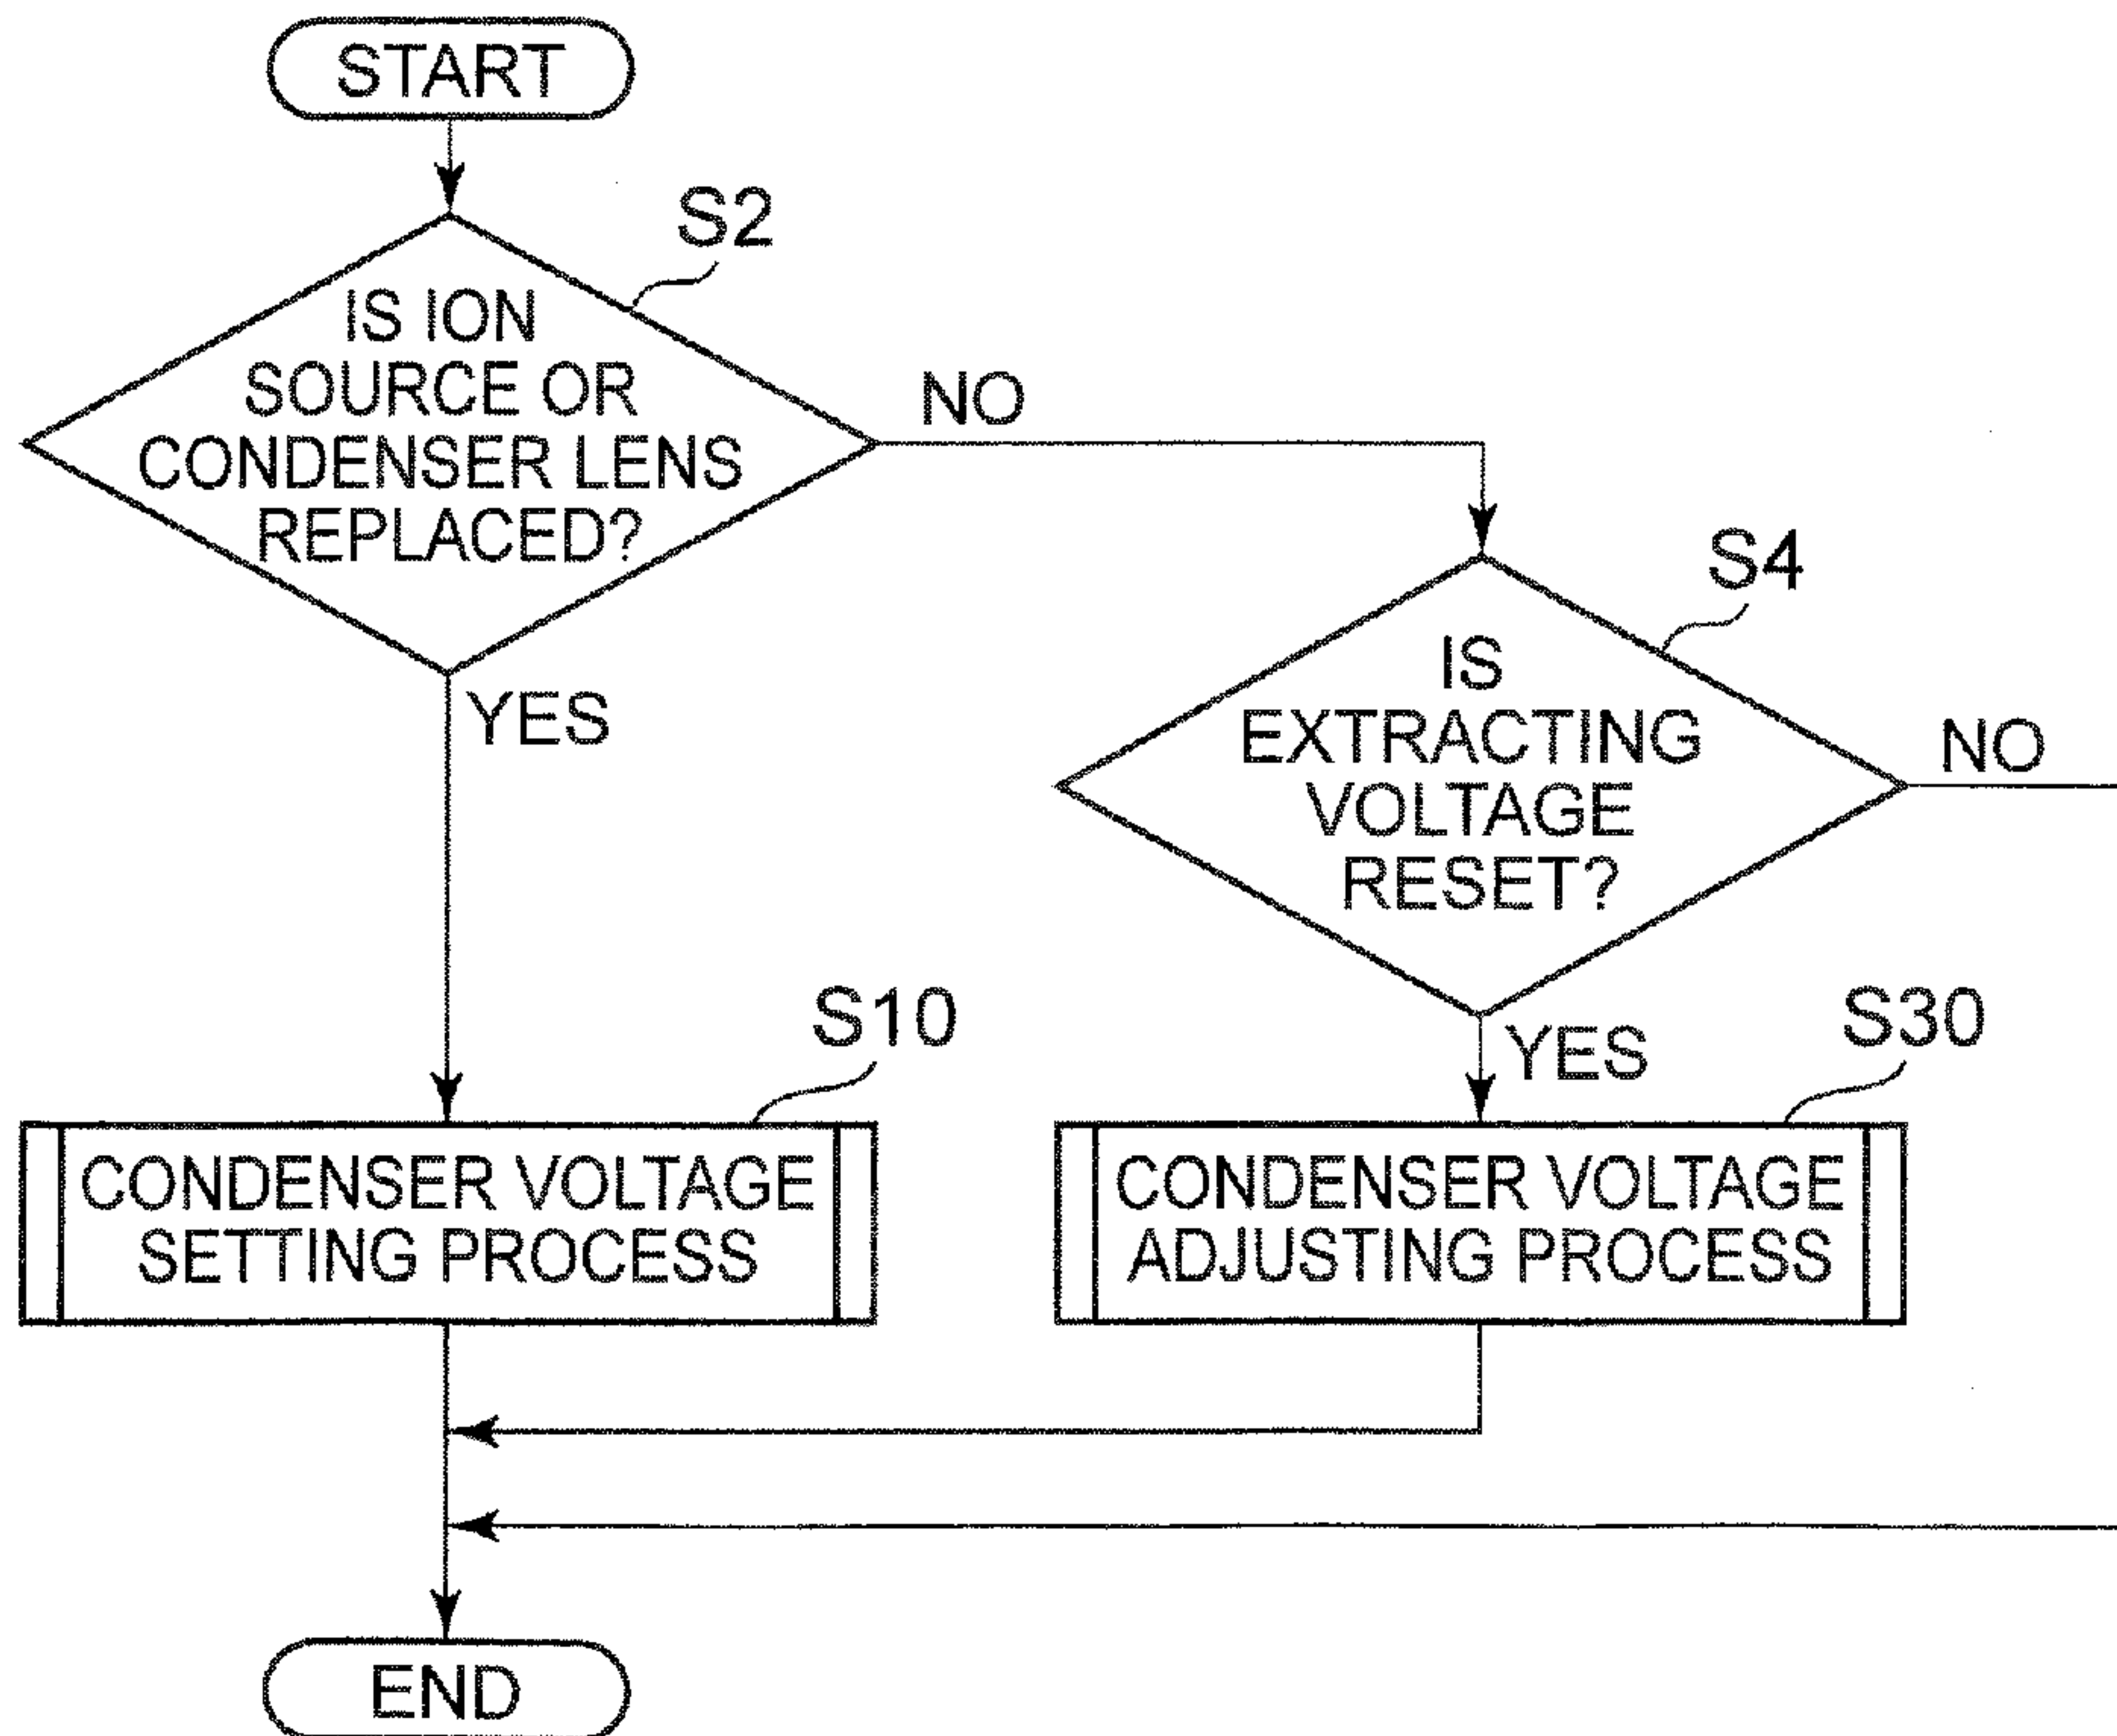 START
S2
IS ION
SOURCE OR
CONDENSER LENS
REPLACED?
NO
YES
S4
IS
EXTRACTING
VOLTAGE
RESET?
NO
YES
S10
CONDENSER VOLTAGE
SETTING PROCESS
S30
CONDENSER VOLTAGE
ADJUSTING PROCESS
END